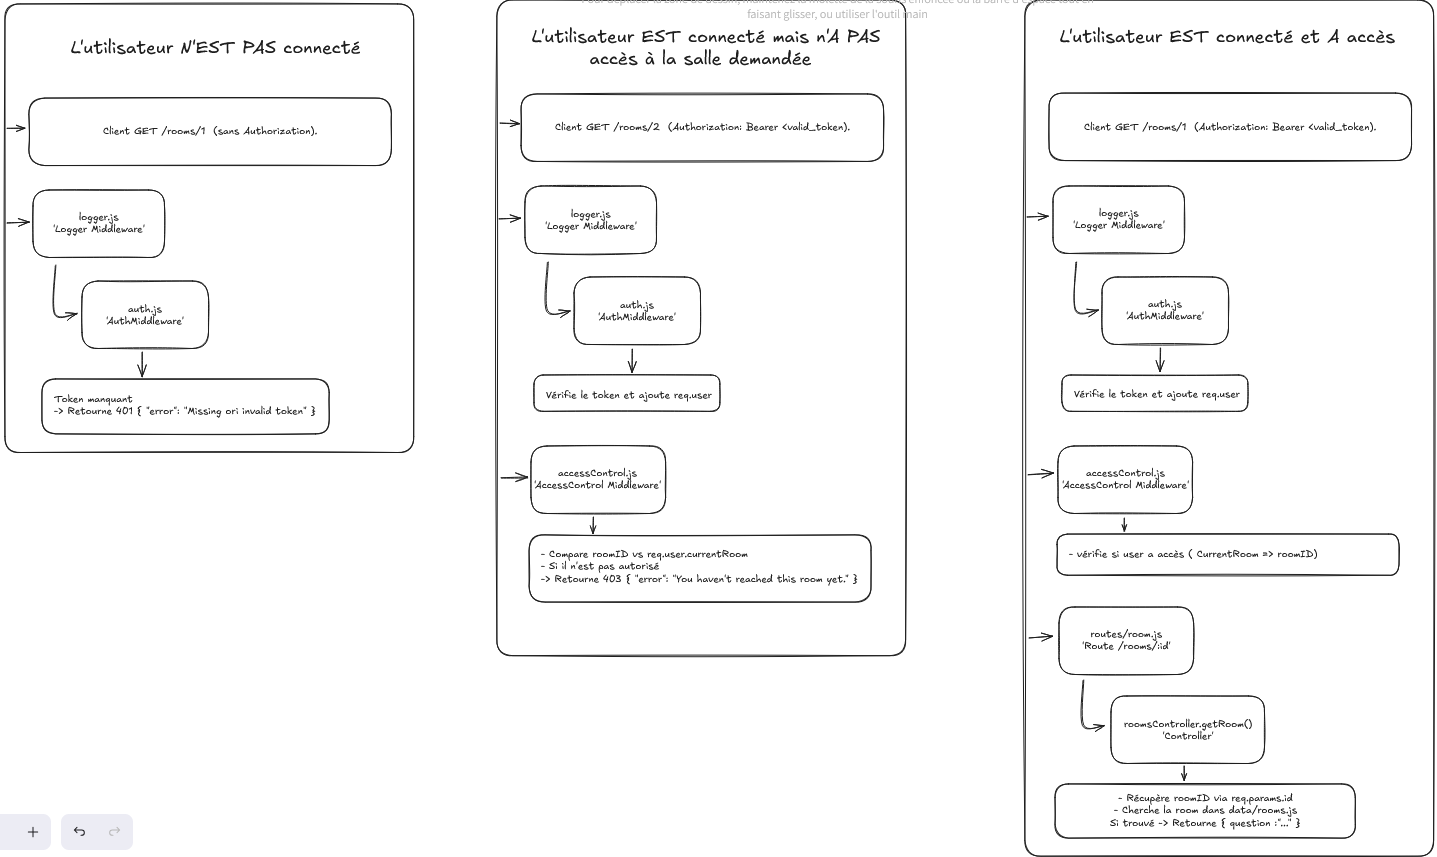 faisant glisser, ou utiliser l'outil main
L'utilisateur N'EST PAS connecté
Client GET /rooms/1 (sans Authorization).
logger.js
'Logger Middleware'
auth.js
'AuthMiddleware'
Token manquant
-> Retourne 401 { "error": "Missing ori invalid token" }
L'utilisateur EST connecté mais n'A PAS
accès à la salle demandée
Client GET /rooms/2 (Authorization: Bearer <valid_token).
logger.js
'Logger Middleware'
auth.js
'AuthMiddleware'
Vérifie le token et ajoute req.user
accessControl.js
'AccessControl Middleware'
- Compare roomID vs req.user.currentRoom
- Si il n'est pas autorisé
-> Retourne 403 { "error": "You haven't reached this room yet." }
L'utilisateur EST connecté et A accès
Client GET /rooms/1 (Authorization: Bearer <valid_token).
logger.js
'Logger Middleware'
auth.js
'AuthMiddleware'
Vérifie le token et ajoute req.user
accessControl.js
'AccessControl Middleware'
- vérifie si user a accès ( CurrentRoom => roomID)
routes/room.js
'Route /rooms/:id'
roomsController.getRoom()
'Controller'
- Récupère roomID via req.params.id
- Cherche la room dans data/rooms.js
Si trouvé -> Retourne { question :"..." }